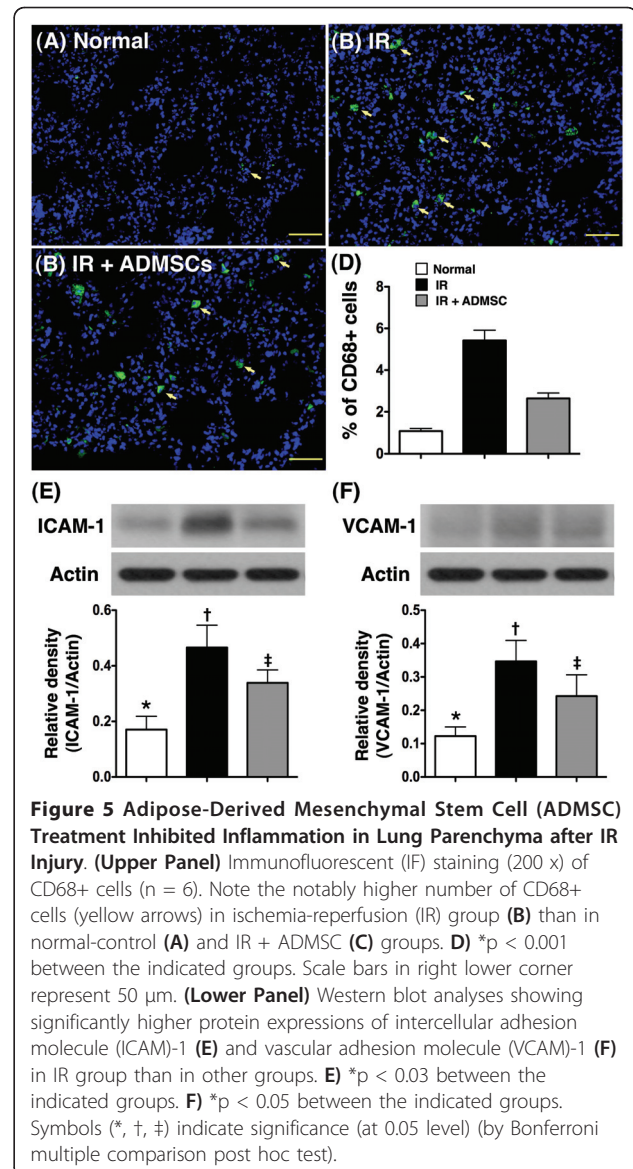 (A) Normal
(B) IR
(B) IR + ADMSCs
(D)
Normal
IR
IR + ADMSC
% of CD68+ cells
8
6
4
2
0
(E)
ICAM-1
Actin
Relative density
(ICAM-1/Actin)
0.6
0.4
0.2
0.0
*
†
‡
(F)
VCAM-1
Actin
Relative density
(VCAM-1/Actin)
0.5
0.4
0.3
0.2
0.1
0.0
*
†
‡
Figure 5 Adipose-Derived Mesenchymal Stem Cell (ADMSC)
Treatment Inhibited Inflammation in Lung Parenchyma after IR
Injury. (Upper Panel) Immunofluorescent (IF) staining (200 x) of
CD68+ cells (n = 6). Note the notably higher number of CD68+
cells (yellow arrows) in ischemia-reperfusion (IR) group (B) than in
normal-control (A) and IR + ADMSC (C) groups. D) *p < 0.001
between the indicated groups. Scale bars in right lower corner
represent 50 μm. (Lower Panel) Western blot analyses showing
significantly higher protein expressions of intercellular adhesion
molecule (ICAM)-1 (E) and vascular adhesion molecule (VCAM)-1 (F)
in IR group than in other groups. E) *p < 0.03 between the
indicated groups. F) *p < 0.05 between the indicated groups.
Symbols (*, †, ‡) indicate significance (at 0.05 level) (by Bonferroni
multiple comparison post hoc test).